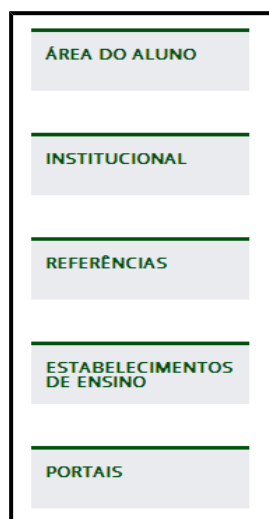 ÁREA DO ALUNO
INSTITUCIONAL
REFERÊNCIAS
ESTABELECIMENTOS
DE ENSINO
PORTAIS